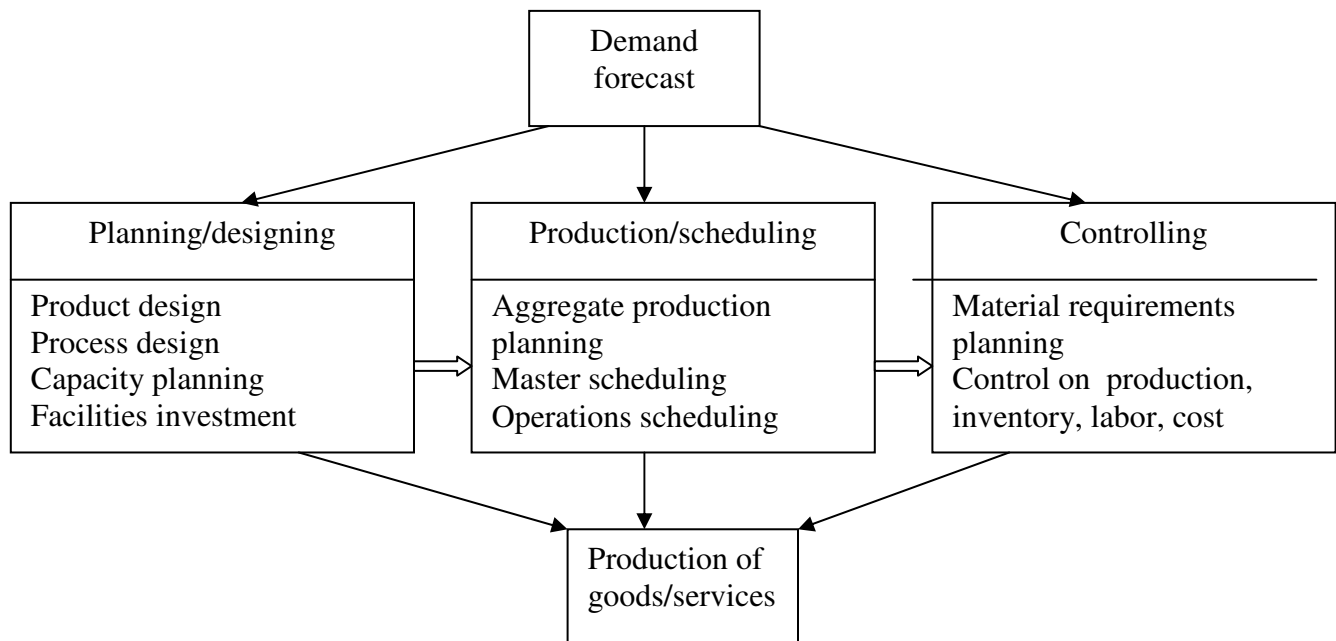 Demand
forecast
Planning/designing
Product design
Process design
Capacity planning
Facilities investment
Production/scheduling
Aggregate production
planning
Master scheduling
Operations scheduling
Controlling
Material requirements
planning
Control on production,
inventory, labor, cost
Production of
goods/services